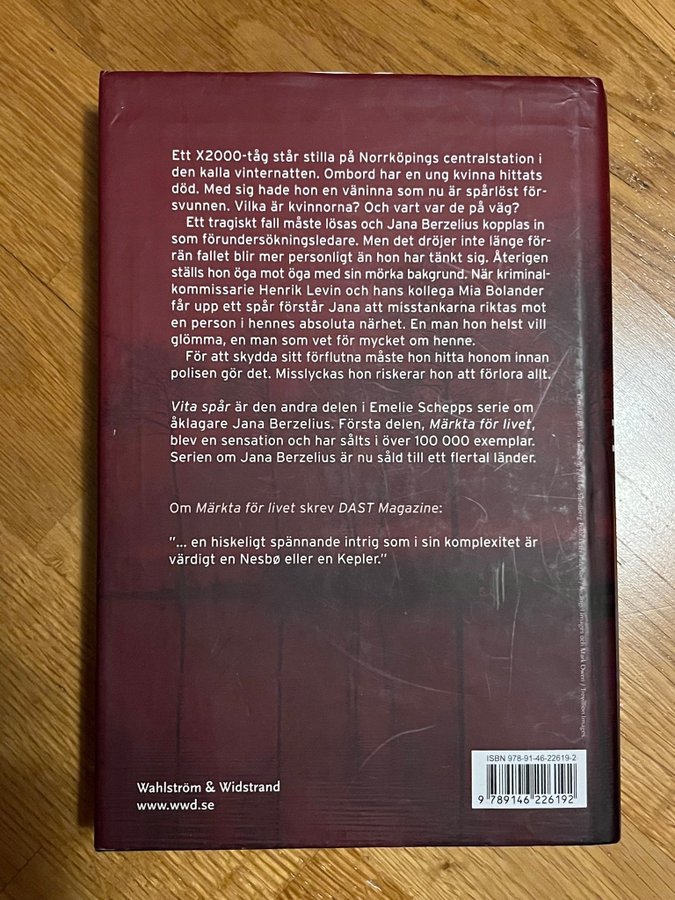 Ett X2000-tåg står stilla på Norrköpings centralstation i
den kalla vinternatten. Ombord har en ung kvinna hittats
död. Med sig hade hon en väninna som nu är spårlöst för-
svunnen. Vilka är kvinnorna? Och vart var de på väg?
Ett tragiskt fall måste lösas och Jana Berzelius kopplas in
som förundersökningsledare. Men det dröjer inte länge för-
rän fallet blir mer personligt än hon har tänkt sig. Återigen
ställs hon öga mot öga med sin mörka bakgrund. När kriminal-
kommissarie Henrik Levin och hans kollega Mia Bolander
får upp ett spår förstår Jana att misstankarna riktas mot
en person i hennes absoluta närhet. En man hon helst vill
glömma, en man som vet för mycket om henne.
För att skydda sitt förflutna måste hon hitta honom innan
polisen gör det. Misslyckas hon riskerar hon att förlora allt.
Vita spår är den andra delen i Emelie Schepps serie om
åklagare Jana Berzelius. Första delen, Märkta för livet,
blev en sensation och har sålts i över 100 000 exemplar.
Serien om Jana Berzelius är nu såld till ett flertal länder.
Om Märkta för livet skrev DAST Magazine:
”... en hiskeligt spännande intrig som i sin komplexitet är
värdigt en Nesbø eller en Kepler.”
Images och Mark Owen / Trevillion Images.
Wahlström & Widstrand
www.wwd.se
ISBN 978-91-46-22619-2
9 789146 226192